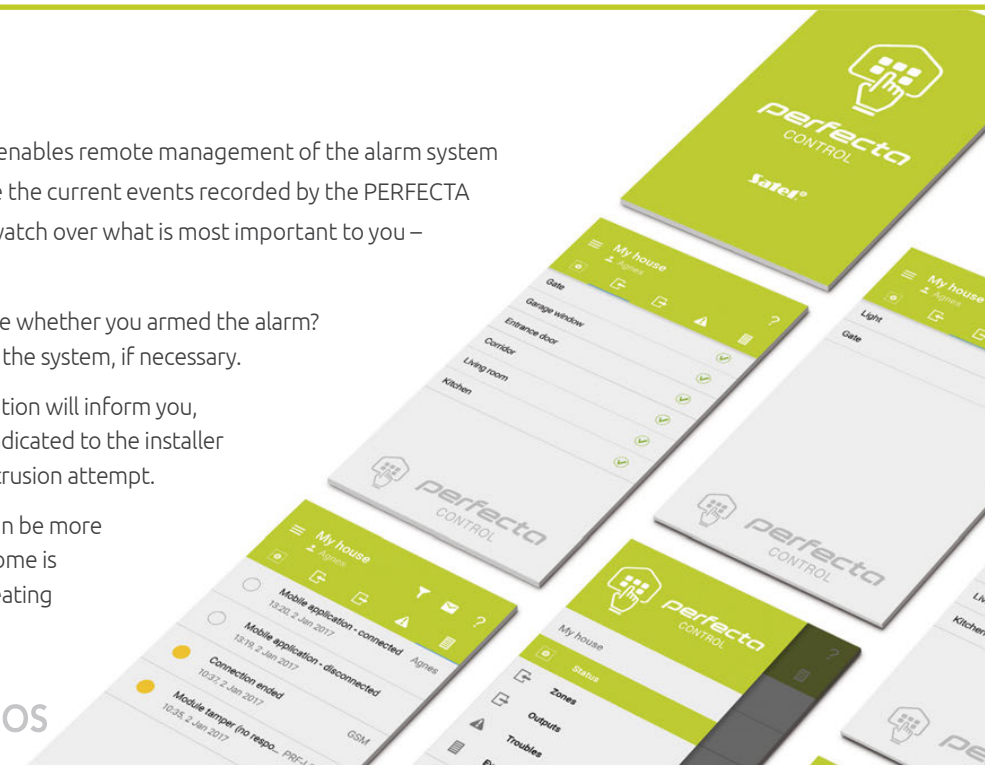 enables remote management of the alarm system
the current events recorded by the PERFECTA
watch over what is most important to you –
whether you armed the alarm?
the system, if necessary.
will inform you,
to the installer
attempt.
be more
is
OS
perfecta
CONTROL
Satel®
My house
Agnes
?
Gate
Garage window
Entrance door
Corridor
Living room
Kitchen
perfecta
CONTROL
My house
Agnes
Light
Gate
perfecta
CONTROL
My house
Agnes
?
Mobile application - connected
13:20, 2 Jan 2017 Agnes
Mobile application - disconnected
13:19, 2 Jan 2017
Connection ended
10:37, 2 Jan 2017 GSM
Module tamper (no respo...
10:35, 2 Jan 2017
perfecta
CONTROL
My house
?
Status
Zones
Outputs
Troubles
Kitchen